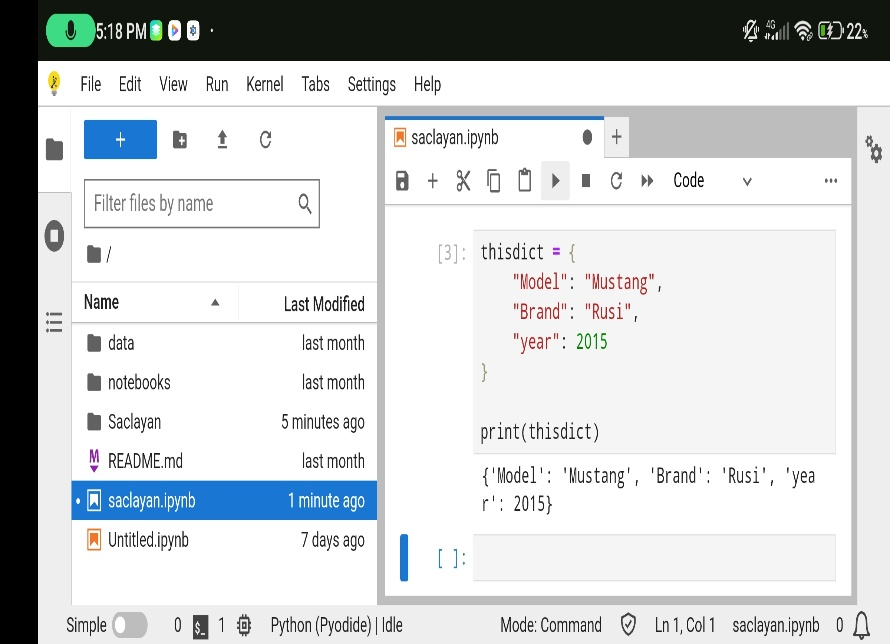 5:18 PM
4G
22%
File Edit View Run Kernel Tabs Settings Help
+
Filter files by name
/
Name Last Modified
data last month
notebooks last month
Saclayan 5 minutes ago
README.md last month
saclayan.ipynb 1 minute ago
Untitled.ipynb 7 days ago
saclayan.ipynb
+
Code
[3]: thisdict = {
"Model": "Mustang",
"Brand": "Rusi",
"year": 2015
}
print(thisdict)
{'Model': 'Mustang', 'Brand': 'Rusi', 'yea
r': 2015}
[ ]:
Simple 0 $_ 1 Python (Pyodide) | Idle Mode: Command Ln 1, Col 1 saclayan.ipynb 0